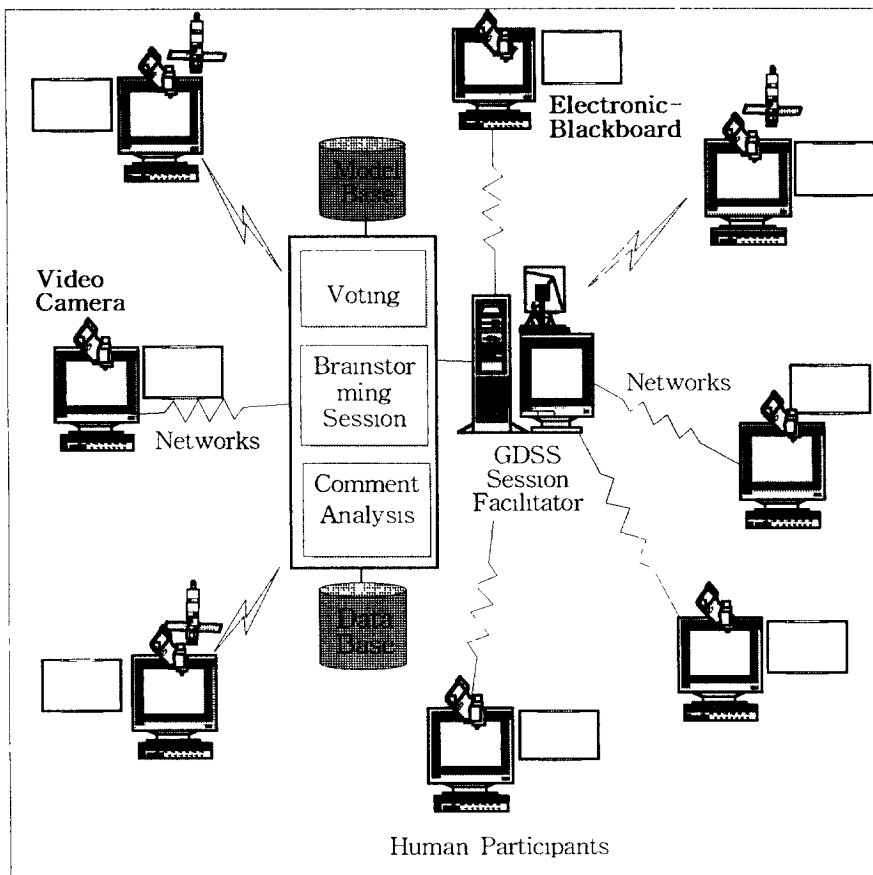 Electronic-
Blackboard
Model
Base
Video
Camera
Voting
Brainstor
ming
Session
Networks
Networks
Comment
Analysis
GDSS
Session
Facilitator
Data
Base
Human Participants